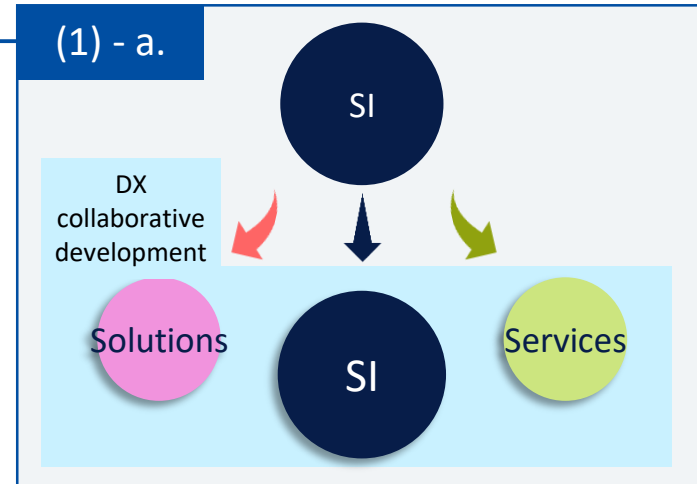 (1) - a.
SI
DX
collaborative
development
Solutions
SI
Services